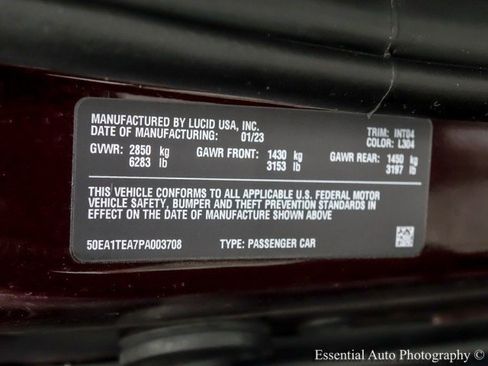 MANUFACTURED BY LUCID USA, INC.
DATE OF MANUFACTURING: 01/23 TRIM: INT04
COLOR: L304
GVWR: 2850 kg GAWR FRONT: 1430 kg GAWR REAR: 1450 kg
6283 lb 3153 lb 3197 lb
THIS VEHICLE CONFORMS TO ALL APPLICABLE U.S. FEDERAL MOTOR
VEHICLE SAFETY, BUMPER AND THEFT PREVENTION STANDARDS IN
EFFECT ON THE DATE OF MANUFACTURE SHOWN ABOVE
50EA1TEA7PA003708 TYPE: PASSENGER CAR
Essential Auto Photography ©